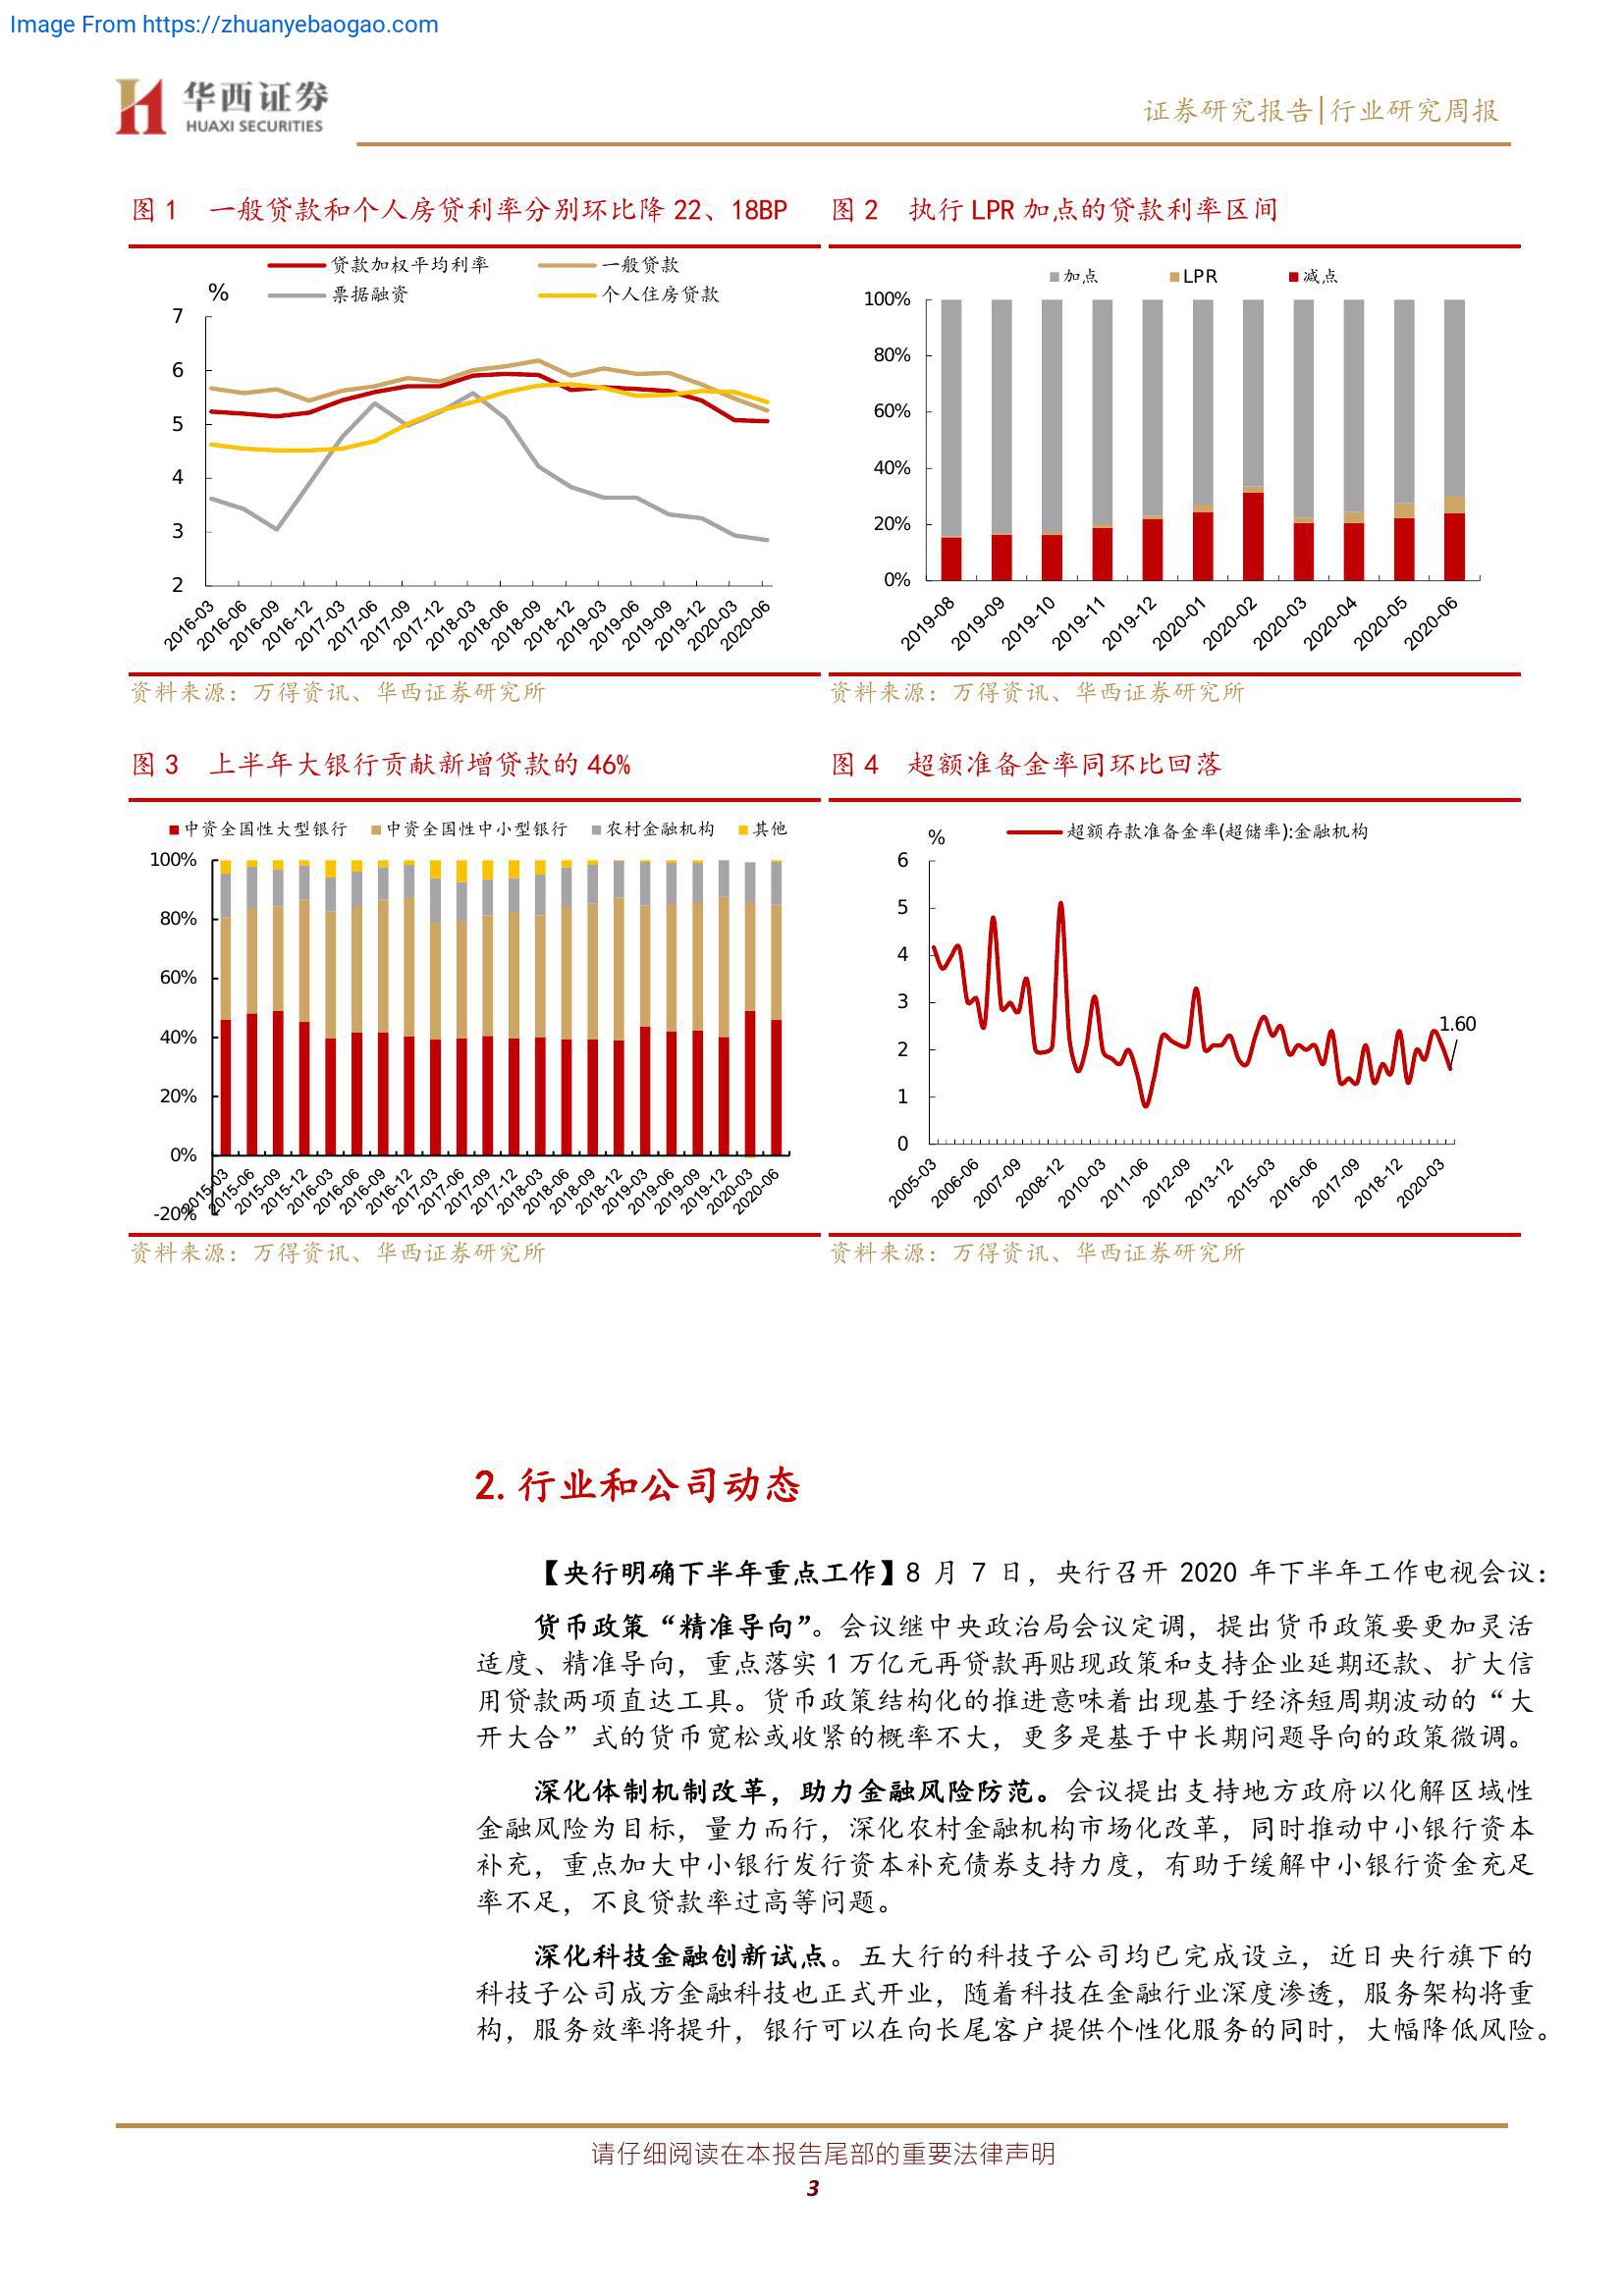 Image From https://zhuanyebaogao.com
华西证券
HUAXI SECURITIES
证券研究报告|行业研究周报
图 1 一般贷款和个人房贷利率分别环比降 22、18BP
贷款加权平均利率 一般贷款
票据融资 个人住房贷款
%
7
6
5
4
3
2
2016-03 2016-06 2016-09 2016-12 2017-03 2017-06 2017-09 2017-12 2018-03 2018-06 2018-09 2018-12 2019-03 2019-06 2019-09 2019-12 2020-03 2020-06
资料来源：万得资讯、华西证券研究所
图 2 执行 LPR 加点的贷款利率区间
加点 LPR 减点
100%
80%
60%
40%
20%
0%
2019-08 2019-09 2019-10 2019-11 2019-12 2020-01 2020-02 2020-03 2020-04 2020-05 2020-06
资料来源：万得资讯、华西证券研究所
图 3 上半年大银行贡献新增贷款的 46%
中资全国性大型银行 中资全国性中小型银行 农村金融机构 其他
100%
80%
60%
40%
20%
0%
-20%
2015-03 2015-06 2015-09 2015-12 2016-03 2016-06 2016-09 2016-12 2017-03 2017-06 2017-09 2017-12 2018-03 2018-06 2018-09 2018-12 2019-03 2019-06 2019-09 2019-12 2020-03 2020-06
资料来源：万得资讯、华西证券研究所
图 4 超额准备金率同环比回落
% 超额存款准备金率(超储率):金融机构
6
5
4
3
2
1
0
1.60
2005-03 2006-06 2007-09 2008-12 2010-03 2011-06 2012-09 2013-12 2015-03 2016-06 2017-09 2018-12 2020-03
资料来源：万得资讯、华西证券研究所
2. 行业和公司动态
【央行明确下半年重点工作】8 月 7 日，央行召开 2020 年下半年工作电视会议：
货币政策“精准导向”。会议继中央政治局会议定调，提出货币政策要更加灵活
适度、精准导向，重点落实 1 万亿元再贷款再贴现政策和支持企业延期还款、扩大信
用贷款两项直达工具。货币政策结构化的推进意味着出现基于经济短周期波动的“大
开大合”式的货币宽松或收紧的概率不大，更多是基于中长期问题导向的政策微调。
深化体制机制改革，助力金融风险防范。会议提出支持地方政府以化解区域性
金融风险为目标，量力而行，深化农村金融机构市场化改革，同时推动中小银行资本
补充，重点加大中小银行发行资本补充债券支持力度，有助于缓解中小银行资金充足
率不足，不良贷款率过高等问题。
深化科技金融创新试点。五大行的科技子公司均已完成设立，近日央行旗下的
科技子公司成方金融科技也正式开业，随着科技在金融行业深度渗透，服务架构将重
构，服务效率将提升，银行可以在向长尾客户提供个性化服务的同时，大幅降低风险。
请仔细阅读在本报告尾部的重要法律声明
3